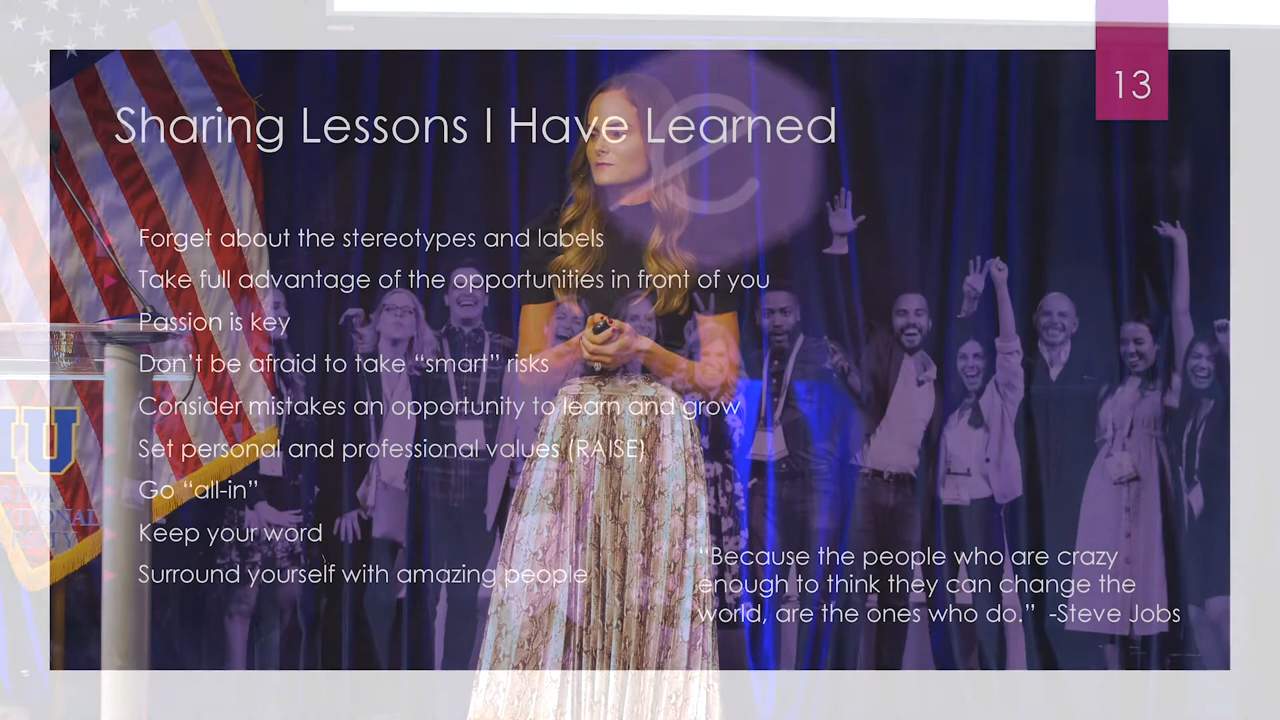 13
Sharing Lessons I Have Learned
Forget about the stereotypes and labels
Take full advantage of the opportunities in front of you
Passion is key
Don’t be afraid to take “smart” risks
Consider mistakes an opportunity to learn and grow
Set personal and professional values (RAISE)
Go “all-in”
Keep your word
Surround yourself with amazing people
“Because the people who are crazy
enough to think they can change the
world, are the ones who do.” -Steve Jobs
e